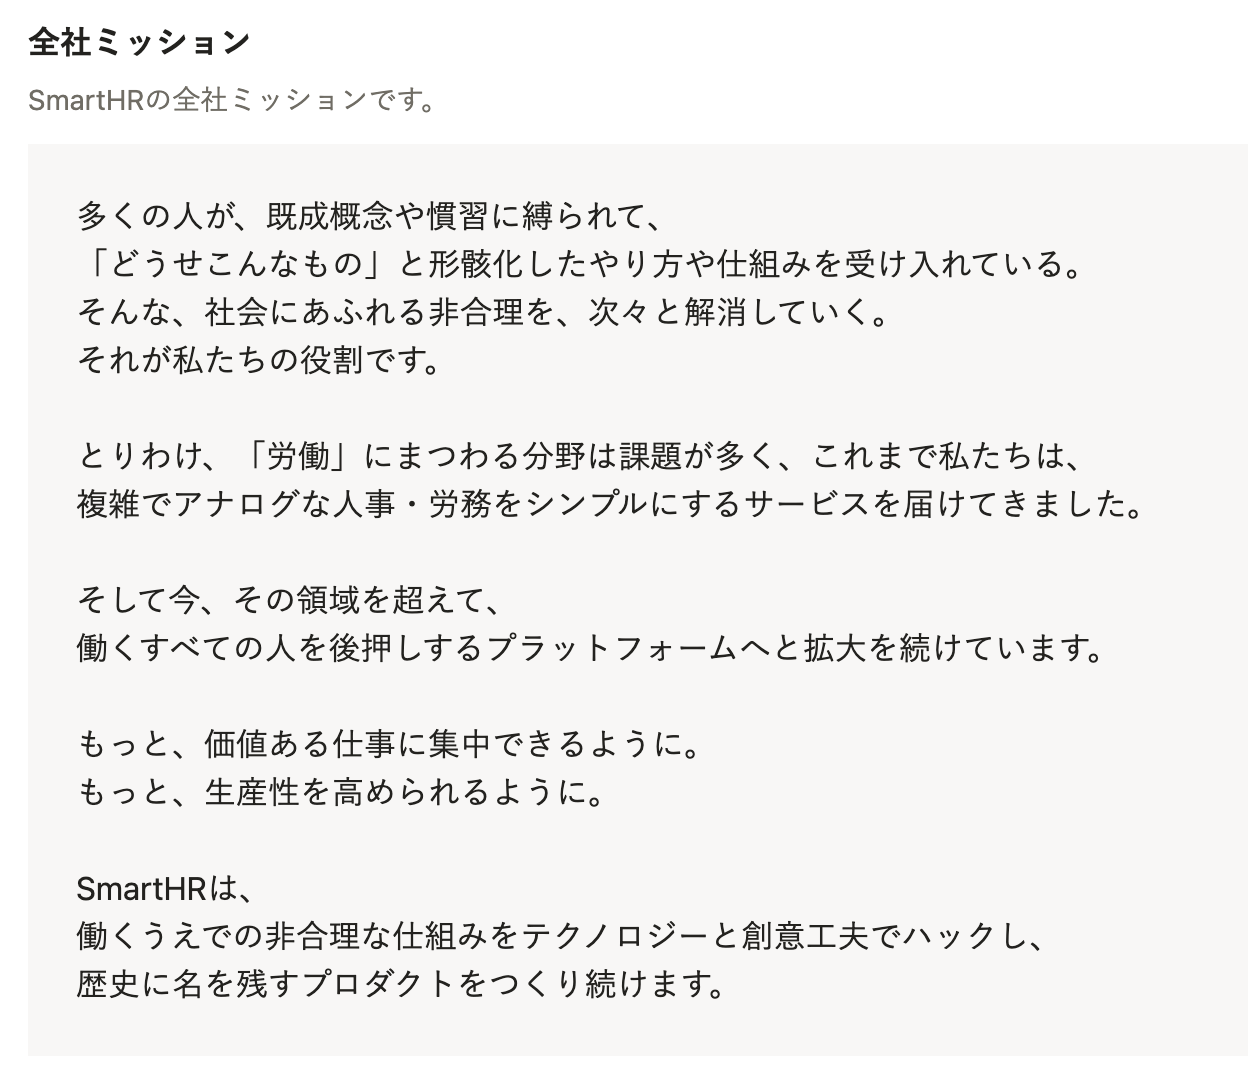 全社ミッション
SmartHRの全社ミッションです。
多くの人が、既成概念や慣習に縛られて、
「どうせこんなもの」と形骸化したやり方や仕組みを受け入れている。
そんな、社会にあふれる非合理を、次々と解消していく。
それが私たちの役割です。
とりわけ、「労働」にまつわる分野は課題が多く、これまで私たちは、
複雑でアナログな人事・労務をシンプルにするサービスを届けてきました。
そして今、その領域を超えて、
働くすべての人を後押しするプラットフォームへと拡大を続けています。
もっと、価値ある仕事に集中できるように。
もっと、生産性を高められるように。
SmartHRは、
働くうえでの非合理な仕組みをテクノロジーと創意工夫でハックし、
歴史に名を残すプロダクトをつくり続けます。